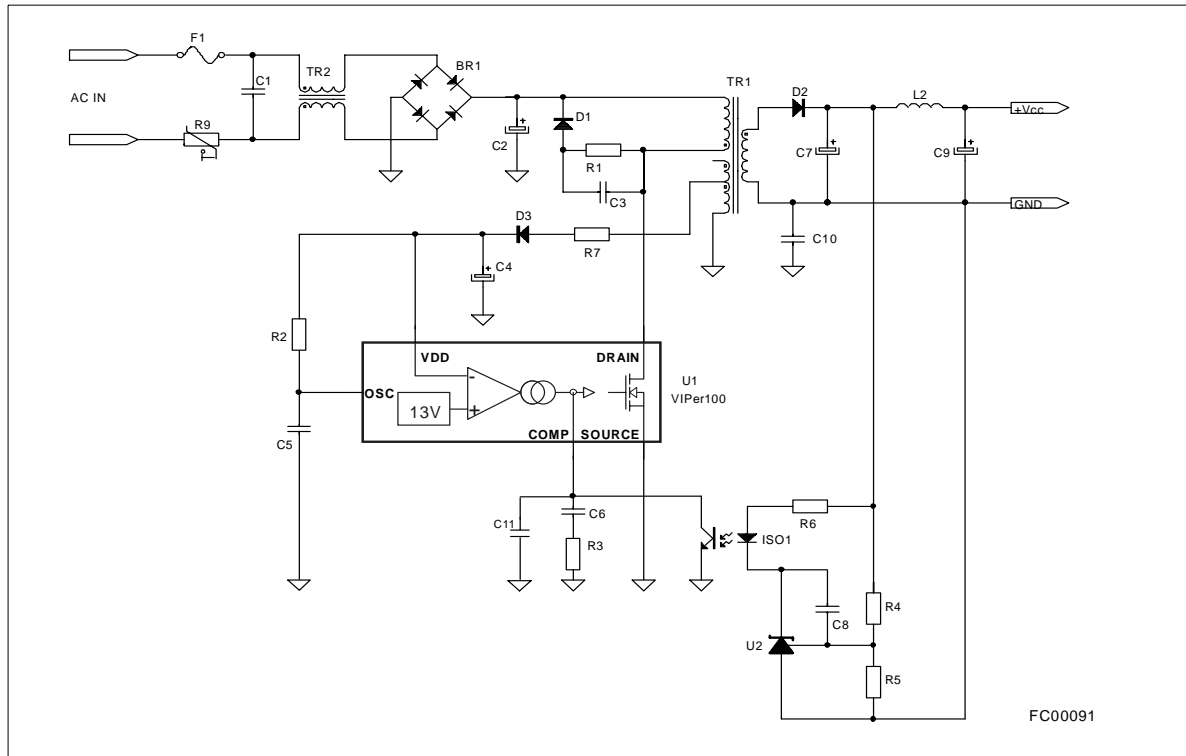 F1
TR2
BR1
TR1
C1
AC IN
R9
D2
L2
+Vcc
D1
C2
C7
C9
R1
C3
GND
D3
R7
C10
C4
R2
VDD
DRAIN
U1
VIPer100
OSC
13V
-
+
COMP SOURCE
C5
C11
C6
R3
R6
ISO1
R4
C8
U2
R5
FC00091